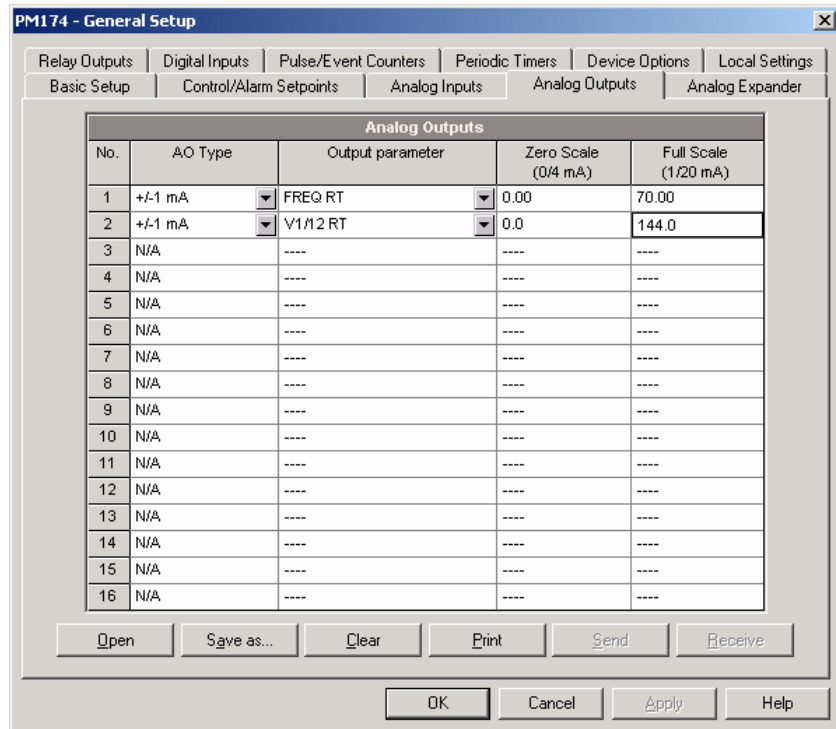 PM174 - General Setup
Relay Outputs Digital Inputs Pulse/Event Counters Periodic Timers Device Options Local Settings
Basic Setup Control/Alarm Setpoints Analog Inputs Analog Outputs Analog Expander
Analog Outputs
No. AO Type Output parameter Zero Scale (0/4 mA) Full Scale (1/20 mA)
1 +/-1 mA FREQ RT 0.00 70.00
2 +/-1 mA V1/12 RT 0.0 144.0
3 N/A ---- ---- ----
4 N/A ---- ---- ----
5 N/A ---- ---- ----
6 N/A ---- ---- ----
7 N/A ---- ---- ----
8 N/A ---- ---- ----
9 N/A ---- ---- ----
10 N/A ---- ---- ----
11 N/A ---- ---- ----
12 N/A ---- ---- ----
13 N/A ---- ---- ----
14 N/A ---- ---- ----
15 N/A ---- ---- ----
16 N/A ---- ---- ----
Open Save as... Clear Print Send Receive
OK Cancel Apply Help